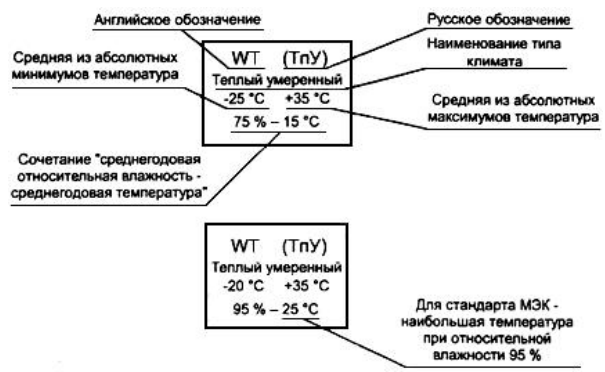 Английское обозначение
Русское обозначение
Средняя из абсолютных
минимумов температура
WT (ТпУ)
Теплый умеренный
-25 °С +35 °С
75 % – 15 °С
Наименование типа
климата
Средняя из абсолютных
максимумов температура
Сочетание "среднегодовая
относительная влажность -
среднегодовая температура"
WT (ТпУ)
Теплый умеренный
-20 °С +35 °С
95 % – 25 °С
Для стандарта МЭК -
наибольшая температура
при относительной
влажности 95 %